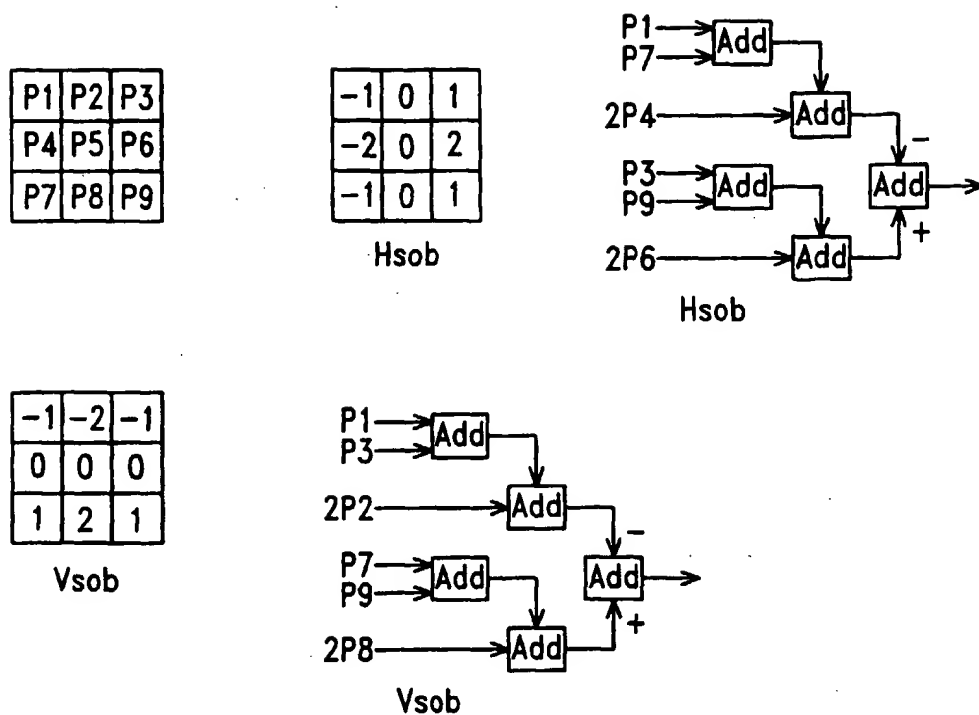 P1 P2 P3
P4 P5 P6
P7 P8 P9
-1 0 1
-2 0 2
-1 0 1
Hsob
P1
P7
Add
2P4
Add
P3
P9
Add
-
Add
+
2P6
Add
Hsob
-1 -2 -1
0 0 0
1 2 1
Vsob
P1
P3
Add
2P2
Add
P7
P9
Add
-
Add
+
2P8
Add
Vsob